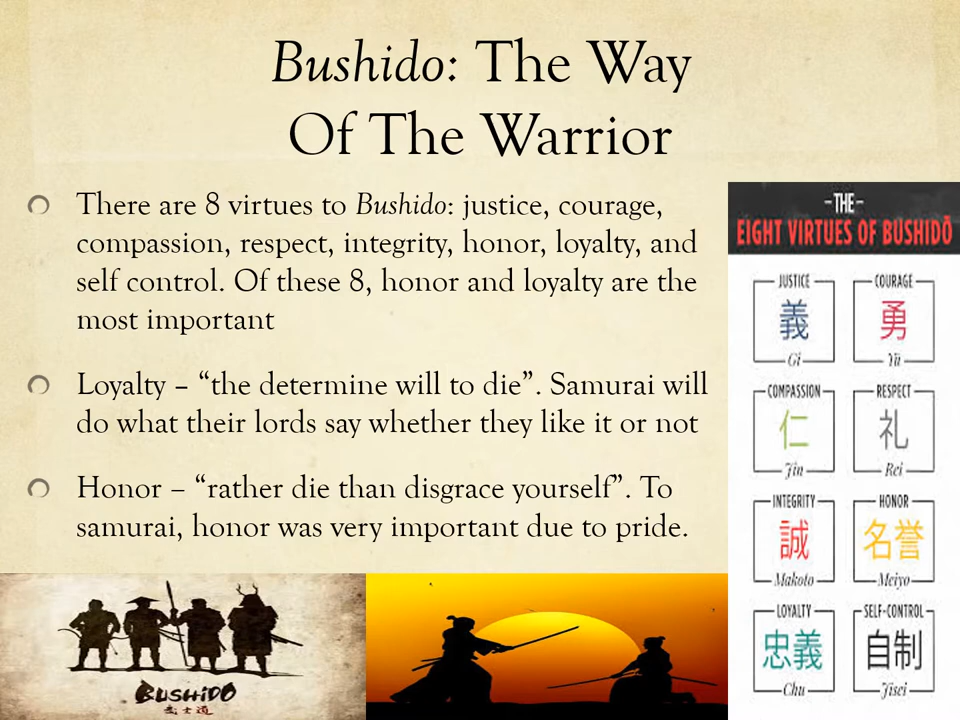 Bushido: The Way
Of The Warrior
There are 8 virtues to Bushido: justice, courage,
compassion, respect, integrity, honor, loyalty, and
self control. Of these 8, honor and loyalty are the
most important
Loyalty – “the determine will to die”. Samurai will
do what their lords say whether they like it or not
Honor – “rather die than disgrace yourself”. To
samurai, honor was very important due to pride.
BUSHiDO
武士道
-THE-
EIGHT VIRTUES OF BUSHIDŌ
JUSTICE
義
Gi
COURAGE
勇
Yū
COMPASSION
仁
Jin
RESPECT
礼
Rei
INTEGRITY
誠
Makoto
HONOR
名誉
Meiyo
LOYALTY
忠義
Chu
SELF-CONTROL
自制
Jisei